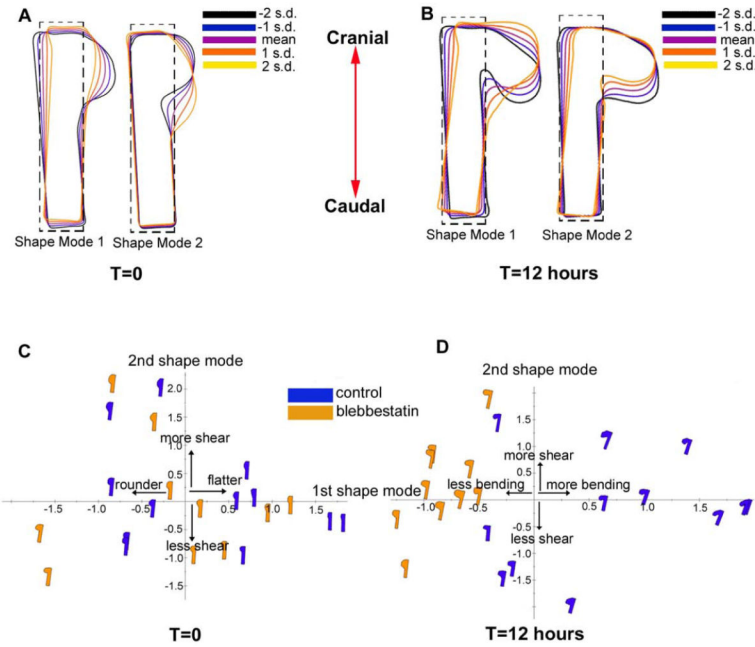 A
-2 s.d.
-1 s.d.
mean
1 s.d.
2 s.d.
Shape Mode 1 Shape Mode 2
T=0
Cranial
Caudal
B
-2 s.d.
-1 s.d.
mean
1 s.d.
2 s.d.
Shape Mode 1 Shape Mode 2
T=12 hours
C
2nd shape mode
2.0
1.5
more shear
1.0
0.5
rounder flatter
-1.0 -0.5 0.5 1.0 1.5
1st shape mode
-0.5
less shear
-1.0
-1.5
T=0
control
blebbestatin
D
2nd shape mode
1.5
1.0
more shear
0.5
less bending more bending
-1.0 -0.5 0.5 1.5
-0.5
less shear
-1.0
-1.5
T=12 hours